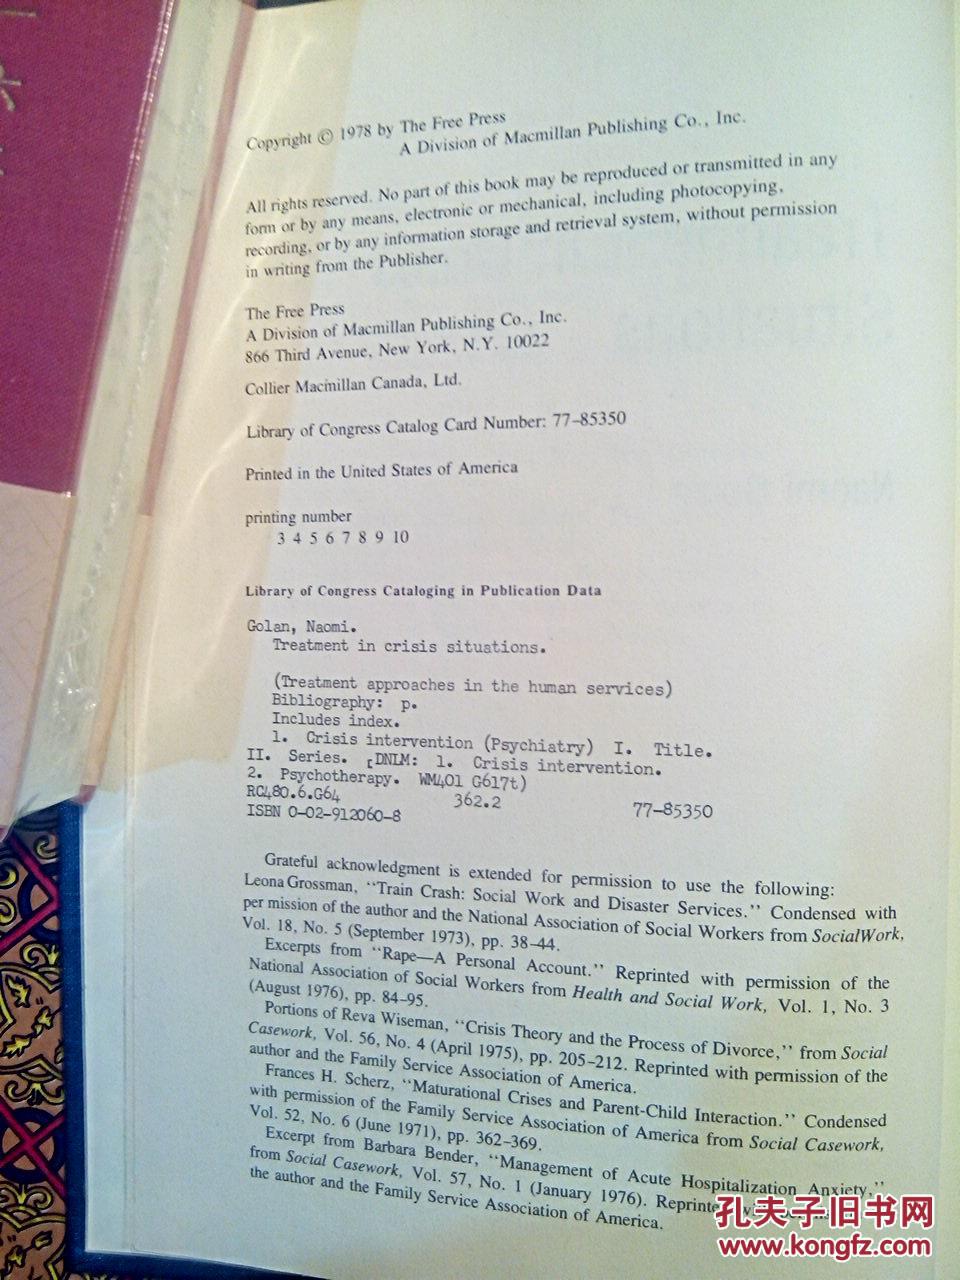 Copyright © 1978 by The Free Press
A Division of Macmillan Publishing Co., Inc.
All rights reserved. No part of this book may be reproduced or transmitted in any
form or by any means, electronic or mechanical, including photocopying,
recording, or by any information storage and retrieval system, without permission
in writing from the Publisher.
The Free Press
A Division of Macmillan Publishing Co., Inc.
866 Third Avenue, New York, N.Y. 10022
Collier Macmillan Canada, Ltd.
Library of Congress Catalog Card Number: 77–85350
Printed in the United States of America
printing number
3 4 5 6 7 8 9 10
Library of Congress Cataloging in Publication Data
Golan, Naomi.
Treatment in crisis situations.
(Treatment approaches in the human services)
Bibliography: p.
Includes index.
1. Crisis intervention (Psychiatry) I. Title.
II. Series. [DNLM: 1. Crisis intervention.
2. Psychotherapy. WM401 G617t)
RC480.6.G64 362.2 77-85350
ISBN 0-02-912060-8
Grateful acknowledgment is extended for permission to use the following:
Leona Grossman, ‘‘Train Crash: Social Work and Disaster Services.’’ Condensed with
per mission of the author and the National Association of Social Workers from SocialWork,
Vol. 18, No. 5 (September 1973), pp. 38–44.
Excerpts from ‘‘Rape—A Personal Account.’’ Reprinted with permission of the
National Association of Social Workers from Health and Social Work, Vol. 1, No. 3
(August 1976), pp. 84–95.
Portions of Reva Wiseman, ‘‘Crisis Theory and the Process of Divorce,’’ from Social
Casework, Vol. 56, No. 4 (April 1975), pp. 205–212. Reprinted with permission of the
author and the Family Service Association of America.
Frances H. Scherz, ‘‘Maturational Crises and Parent-Child Interaction.’’ Condensed
with permission of the Family Service Association of America from Social Casework,
Vol. 52, No. 6 (June 1971), pp. 362–369.
Excerpt from Barbara Bender, ‘‘Management of Acute Hospitalization Anxiety,’’
from Social Casework, Vol. 57, No. 1 (January 1976). Reprinte
the author and the Family Service Association of America.
孔夫子旧书网
www.kongfz.com